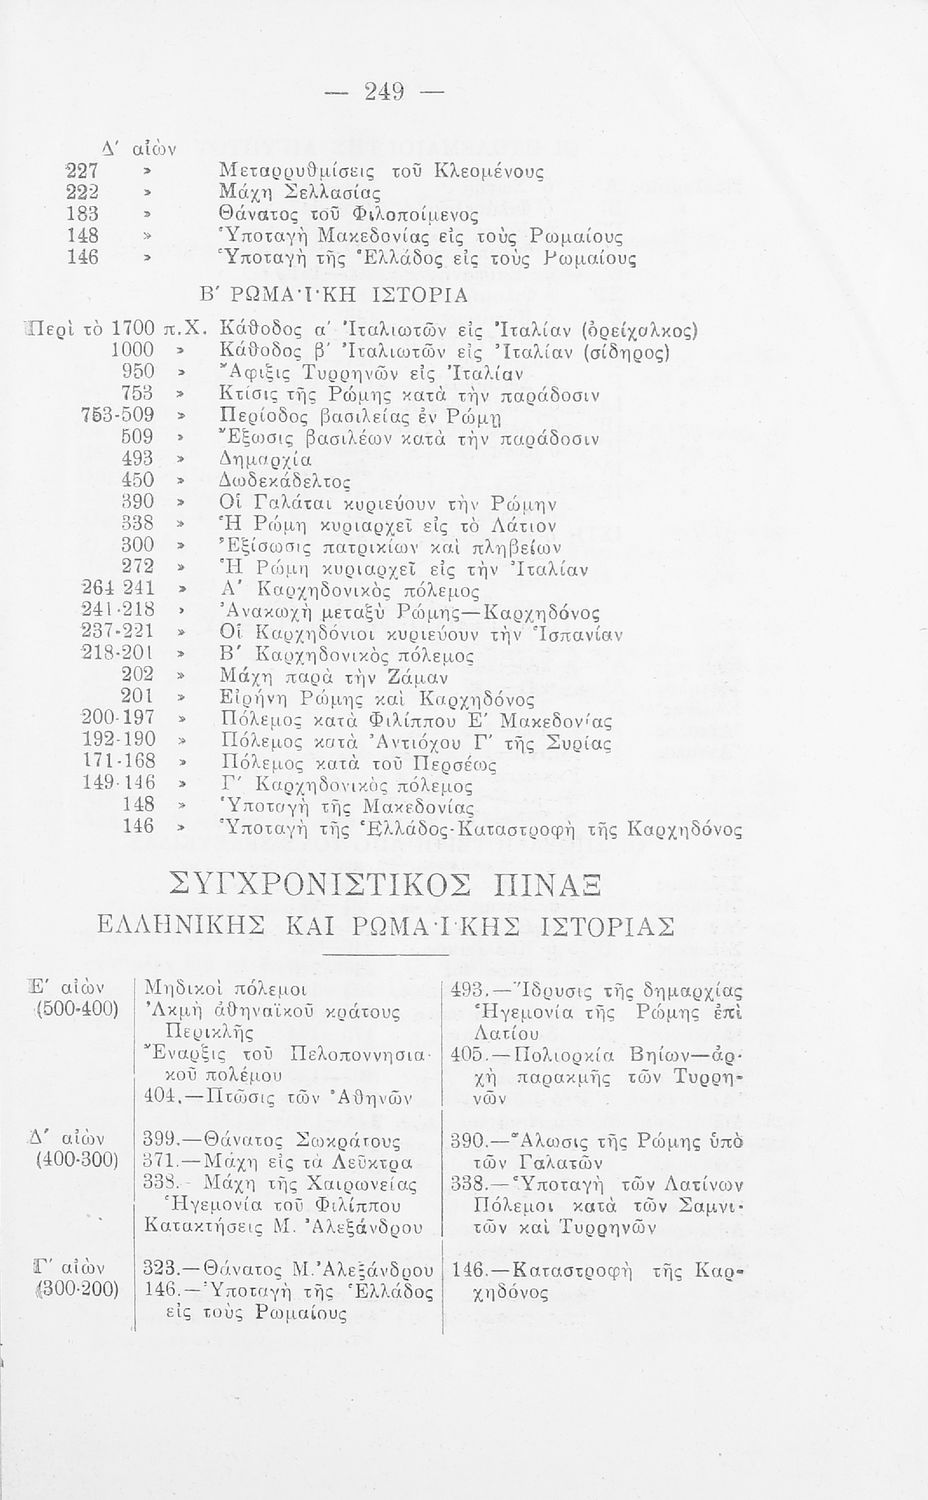 — 249 —
Δ' αἰών
227 » Μεταρρυθμίσεις τοῦ Κλεομένους
222 » Μάχη Σελλασίας
183 » Θάνατος τοῦ Φιλοποίμενος
148 » Ὑποταγὴ Μακεδονίας εἰς τοὺς Ρωμαίους
146 » Ὑποταγὴ τῆς Ἑλλάδος εἰς τοὺς Ρωμαίους
Β' ΡΩΜΑΪΚΗ ΙΣΤΟΡΙΑ
Περὶ τὸ 1700 π.Χ. Κάθοδος α' Ἰταλιωτῶν εἰς Ἰταλίαν (ὀρείχαλκος)
1000 » Κάθοδος β' Ἰταλιωτῶν εἰς Ἰταλίαν (σίδηρος)
950 » Ἄφιξις Τυρρηνῶν εἰς Ἰταλίαν
753 » Κτίσις τῆς Ρώμης κατὰ τὴν παράδοσιν
753-509 » Περίοδος βασιλείας ἐν Ρώμῃ
509 » Ἔξωσις βασιλέων κατὰ τὴν παράδοσιν
493 » Δημαρχία
450 » Δωδεκάδελτος
390 » Οἱ Γαλάται κυριεύουν τὴν Ρώμην
338 » Ἡ Ρώμη κυριαρχεῖ εἰς τὸ Λάτιον
300 » Ἐξίσωσις πατρικίων καὶ πληβείων
272 » Ἡ Ρώμη κυριαρχεῖ εἰς τὴν Ἰταλίαν
264 241 » Α' Καρχηδονικὸς πόλεμος
241-218 » Ἀνακωχὴ μεταξὺ Ρώμης—Καρχηδόνος
237-221 » Οἱ Καρχηδόνιοι κυριεύουν τὴν Ἱσπανίαν
218-201 » Β' Καρχηδονικὸς πόλεμος
202 » Μάχη παρὰ τὴν Ζάμαν
201 » Εἰρήνη Ρώμης καὶ Καρχηδόνος
200-197 » Πόλεμος κατὰ Φιλίππου Ε' Μακεδονίας
192-190 » Πόλεμος κατὰ Ἀντιόχου Γ' τῆς Συρίας
171-168 » Πόλεμος κατὰ τοῦ Περσέως
149-146 » Γ' Καρχηδονικὸς πόλεμος
148 » Ὑποταγὴ τῆς Μακεδονίας
146 » Ὑποταγὴ τῆς Ἑλλάδος-Καταστροφὴ τῆς Καρχηδόνος
ΣΥΓΧΡΟΝΙΣΤΙΚΟΣ ΠΙΝΑΞ
ΕΛΛΗΝΙΚΗΣ ΚΑΙ ΡΩΜΑΪΚΗΣ ΙΣΤΟΡΙΑΣ
Ε' αἰὼν
(500-400)
Μηδικοὶ πόλεμοι
Ἀκμὴ ἀθηναϊκοῦ κράτους
Περικλῆς
Ἔναρξις τοῦ Πελοποννησια-
κοῦ πολέμου
404.—Πτῶσις τῶν Ἀθηνῶν
493.—Ἵδρυσις τῆς δημαρχίας
Ἡγεμονία τῆς Ρώμης ἐπὶ
Λατίου
405.—Πολιορκία Βηίων—ἀρ-
χὴ παρακμῆς τῶν Τυρρη-
νῶν
Δ' αἰὼν
(400-300)
399.—Θάνατος Σωκράτους
371.—Μάχη εἰς τὰ Λεῦκτρα
338.- Μάχη τῆς Χαιρωνείας
Ἡγεμονία τοῦ Φιλίππου
Κατακτήσεις Μ. Ἀλεξάνδρου
390.—Ἅλωσις τῆς Ρώμης ὑπὸ
τῶν Γαλατῶν
338.—Ὑποταγὴ τῶν Λατίνων
Πόλεμοι κατὰ τῶν Σαμνι-
τῶν καὶ Τυρρηνῶν
Γ' αἰὼν
(300-200)
323.—Θάνατος Μ. Ἀλεξάνδρου
146.—Ὑποταγὴ τῆς Ἑλλάδος
εἰς τοὺς Ρωμαίους
146.—Καταστροφὴ τῆς Καρ-
χηδόνος